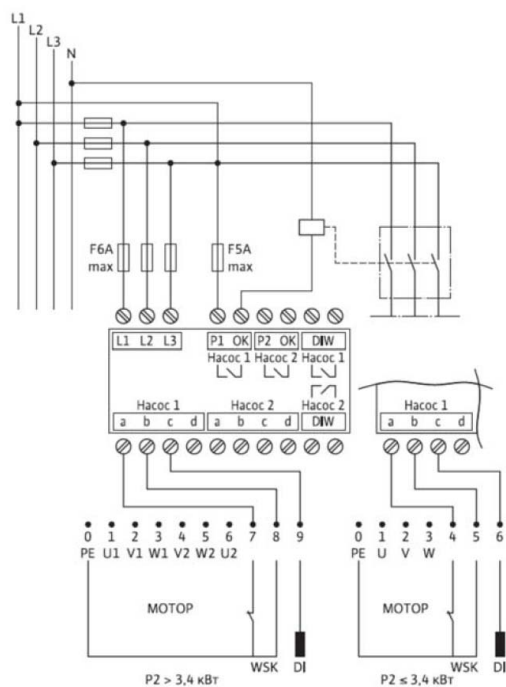 L1
L2
L3
N
F6A
max
F5A
max
L1 L2 L3 P1 OK P2 OK DIW
Насос 1 Насос 2 Насос 1
Насос 1 Насос 2 Насос 2
a b c d a b c d DIW
Насос 1
a b c d
0 1 2 3 4 5 6 7 8 9
PE U1 V1 W1 V2 W2 U2
МОТОР
WSK DI
P2 > 3,4 кВт
0 1 2 3 4 5 6
PE U V W
МОТОР
WSK DI
P2 ≤ 3,4 кВт